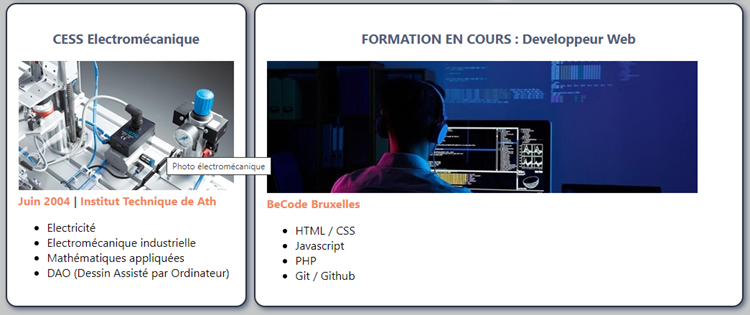 CESS Electromécanique
Photo électromécanique
Juin 2004 | Institut Technique de Ath
Electricité
Electromécanique industrielle
Mathématiques appliquées
DAO (Dessin Assisté par Ordinateur)
FORMATION EN COURS : Developpeur Web
BeCode Bruxelles
HTML / CSS
Javascript
PHP
Git / Github